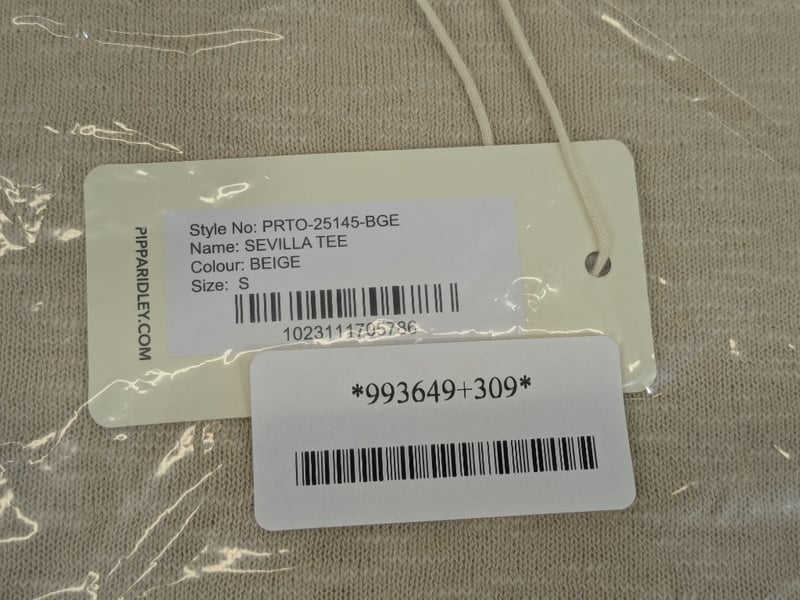 Style No: PRTO-25145-BGE
Name: SEVILLA TEE
Colour: BEIGE
Size: S
1023111705786
PIPPARIDLEY.COM
*993649+309*